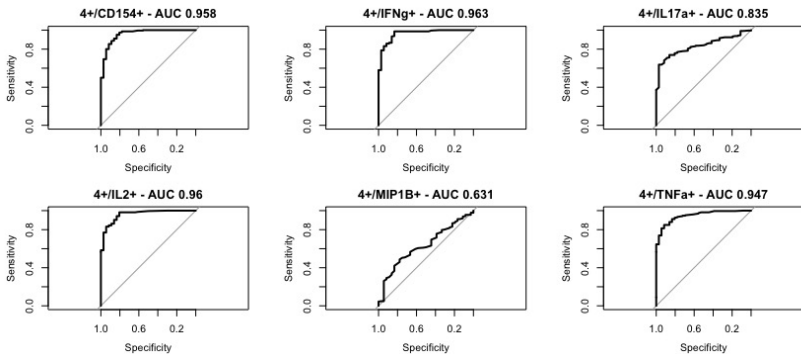 4+/CD154+ - AUC 0.958
4+/IFNg+ - AUC 0.963
4+/IL17a+ - AUC 0.835
Sensitivity
0.0 0.4 0.8
1.0 0.6 0.2
Specificity
Sensitivity
0.0 0.4 0.8
1.0 0.6 0.2
Specificity
Sensitivity
0.0 0.4 0.8
1.0 0.6 0.2
Specificity
4+/IL2+ - AUC 0.96
4+/MIP1B+ - AUC 0.631
4+/TNFa+ - AUC 0.947
Sensitivity
0.0 0.4 0.8
1.0 0.6 0.2
Specificity
Sensitivity
0.0 0.4 0.8
1.0 0.6 0.2
Specificity
Sensitivity
0.0 0.4 0.8
1.0 0.6 0.2
Specificity